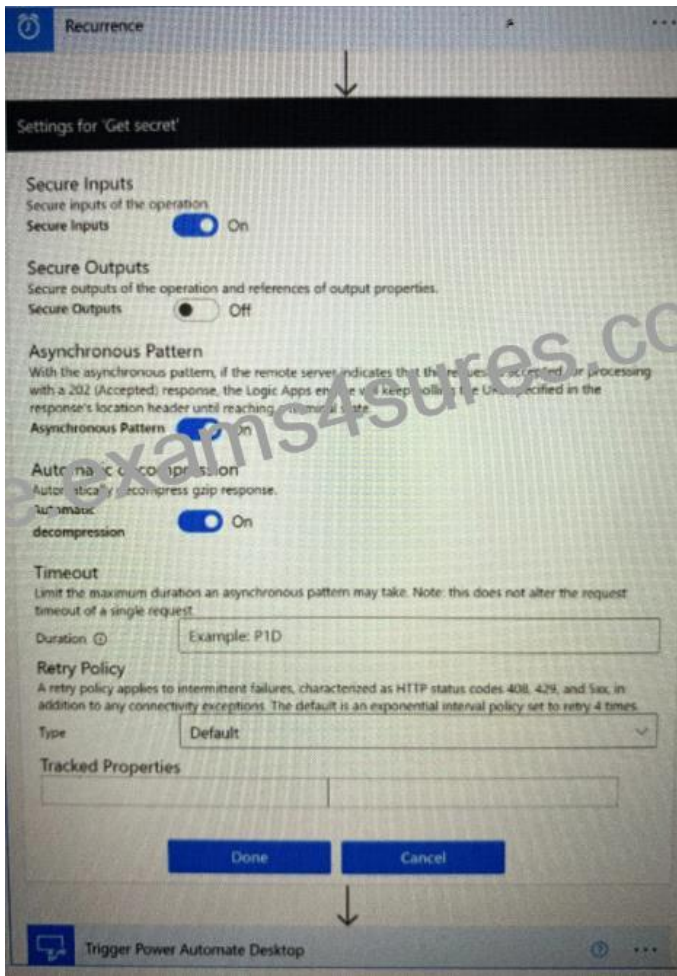 Recurrence
Settings for 'Get secret'
Secure Inputs
Secure inputs of the operation
Secure Inputs
On
Secure Outputs
Secure outputs of the operation and references of output properties.
Secure Outputs
Off
Asynchronous Pattern
With the asynchronous pattern, if the remote server indicates that the request is accepted for processing
with a 202 (Accepted) response, the Logic Apps engine will keep polling the URL specified in the
response's location header until reaching a terminal state.
Asynchronous Pattern
On
Automatic decompression
Automatically decompress gzip response.
Automatic
decompression
On
Timeout
Limit the maximum duration an asynchronous pattern may take. Note: this does not alter the request
timeout of a single request
Duration
Example: P1D
Retry Policy
A retry policy applies to intermittent failures, characterized as HTTP status codes 408, 429, and 5xx, in
addition to any connectivity exceptions. The default is an exponential interval policy set to retry 4 times.
Type
Default
Tracked Properties
Done
Cancel
Trigger Power Automate Desktop
e.exams4sures.co